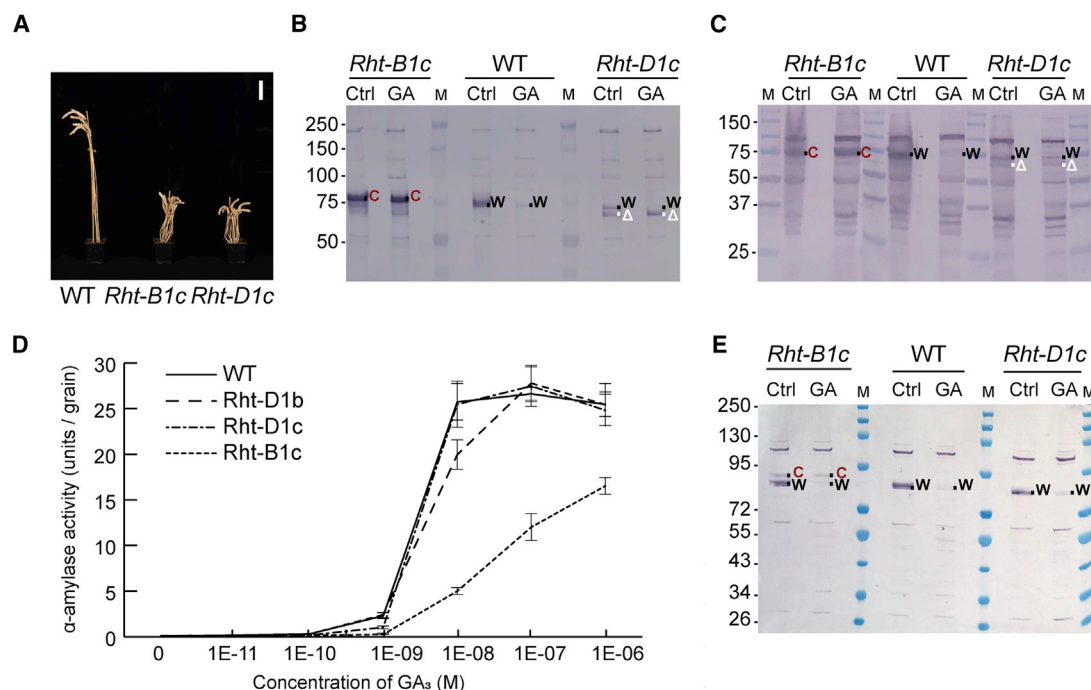 A
WT Rht-B1c Rht-D1c
B
Rht-B1c WT Rht-D1c
Ctrl GA M Ctrl GA M Ctrl GA
250
150
100
75
50
C C W W W Δ W Δ
C
Rht-B1c WT Rht-D1c
M Ctrl GA M Ctrl GA M Ctrl GA M
150
75
50
37
25
C C W W W Δ W Δ
D
α-amylase activity (units / grain)
30
25
20
15
10
5
0
WT
Rht-D1b
Rht-D1c
Rht-B1c
0 1E-11 1E-10 1E-09 1E-08 1E-07 1E-06
Concentration of GA₃ (M)
E
Rht-B1c WT Rht-D1c
Ctrl GA M Ctrl GA M Ctrl GA M
250
130
95
72
55
43
34
26
C C
W W W W W W